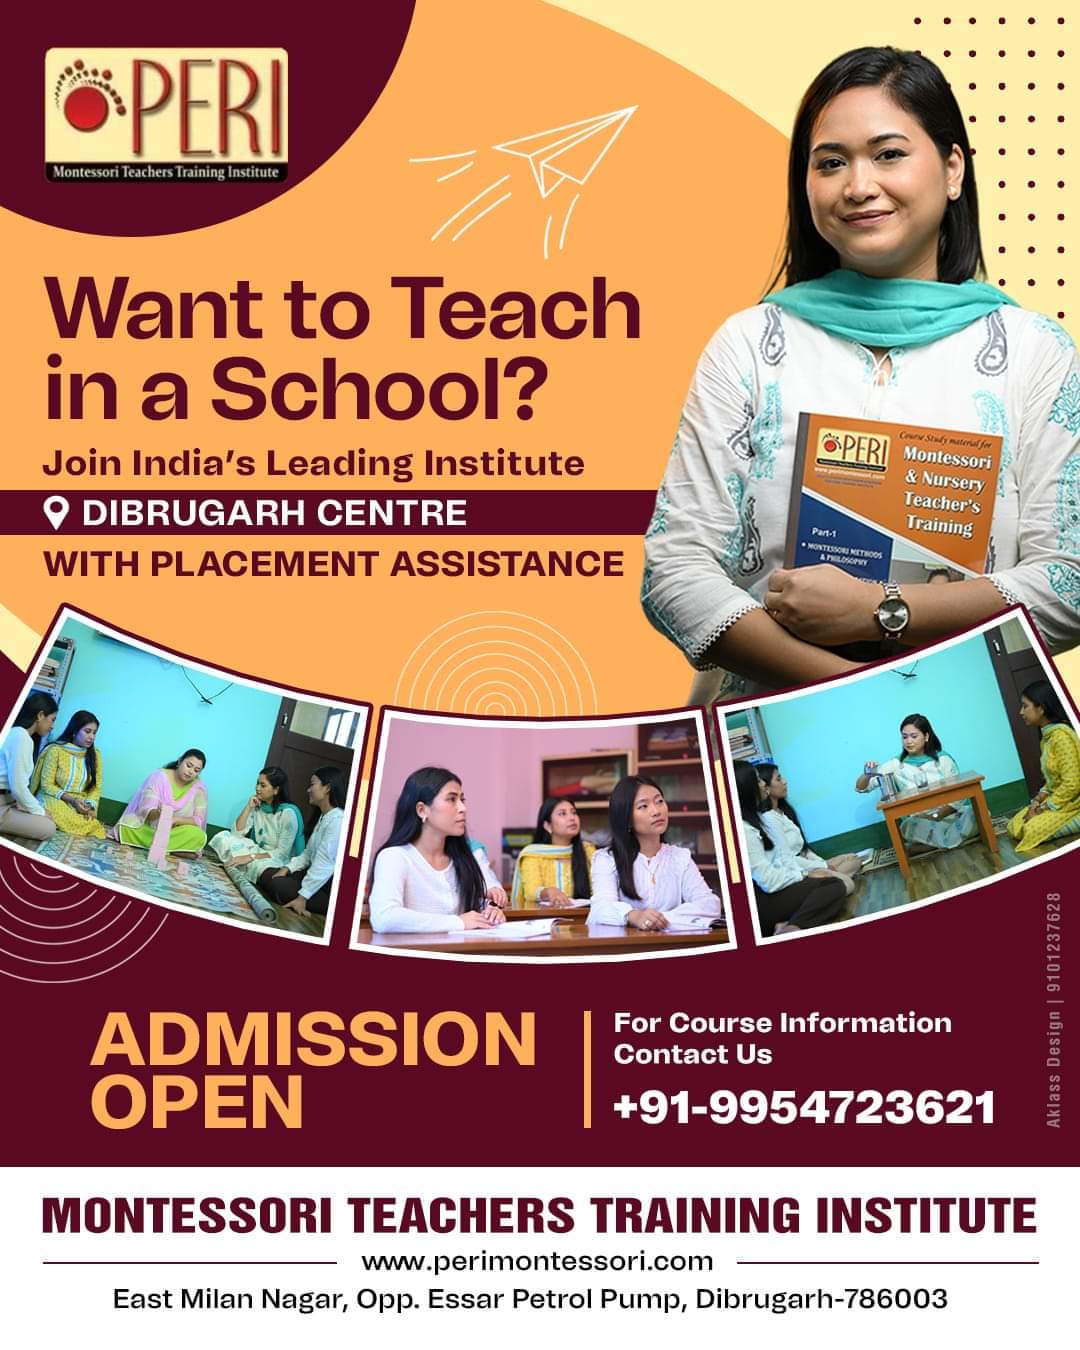 PERI
Montessori Teachers Training Institute
Want to Teach
in a School?
Join India's Leading Institute
DIBRUGARH CENTRE
WITH PLACEMENT ASSISTANCE
PERI
www.perimontessori.com
Course Study material for
Montessori
& Nursery
Teacher's
Training
Part-1
• MONTESSORI METHODS
& PHILOSOPHY
ADMISSION
OPEN
For Course Information
Contact Us
+91-9954723621
Aklass Design | 9101237628
MONTESSORI TEACHERS TRAINING INSTITUTE
www.perimontessori.com
East Milan Nagar, Opp. Essar Petrol Pump, Dibrugarh-786003